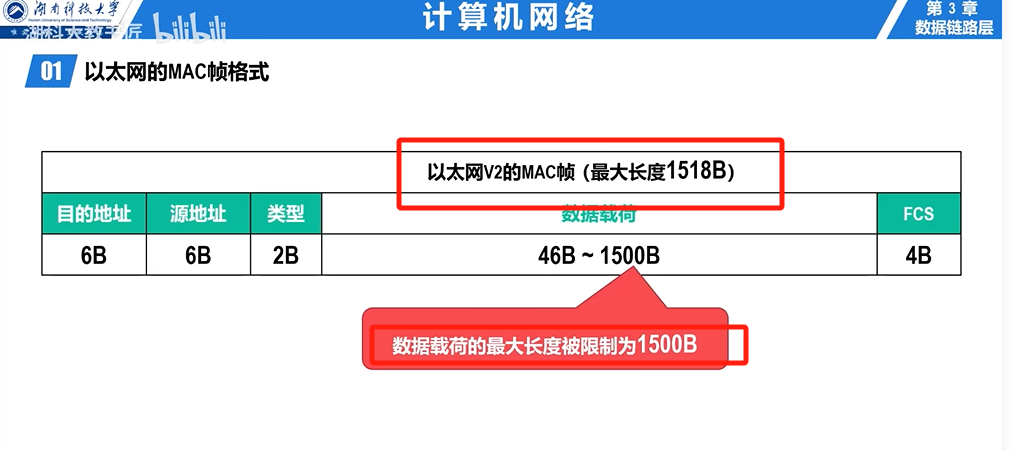 湖南科技大学
Hunan University of Science and Technology
湖科大教书匠 bilibili
计算机网络
第3章
数据链路层
01 以太网的MAC帧格式
以太网V2的MAC帧（最大长度1518B）
目的地址 源地址 类型 数据载荷 FCS
6B 6B 2B 46B ~ 1500B 4B
数据载荷的最大长度被限制为1500B